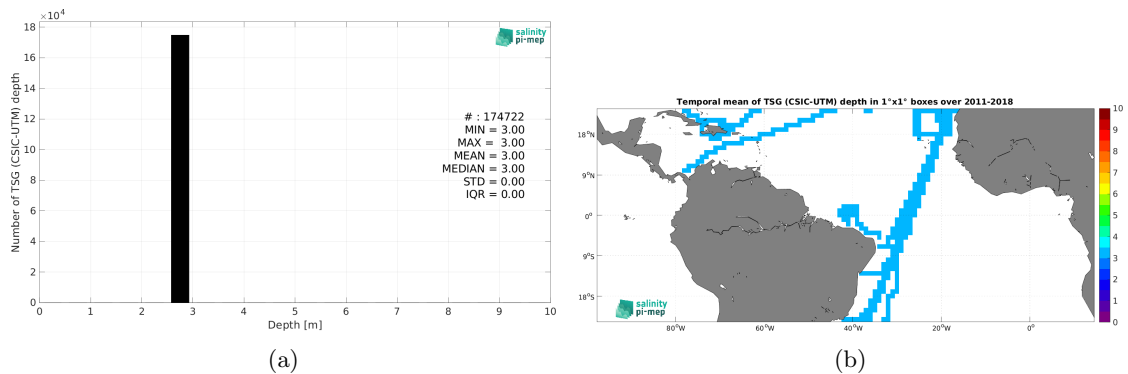 ×10⁴
18
16
14
12
10
8
6
4
2
0
Number of TSG (CSIC-UTM) depth
salinity
pi-mep
# : 174722
MIN = 3.00
MAX = 3.00
MEAN = 3.00
MEDIAN = 3.00
STD = 0.00
IQR = 0.00
0 1 2 3 4 5 6 7 8 9 10
Depth [m]
(a)
Temporal mean of TSG (CSIC-UTM) depth in 1°x1° boxes over 2011-2018
18°N
9°N
0°
9°S
18°S
80°W 60°W 40°W 20°W 0°
salinity
pi-mep
10
9
8
7
6
5
4
3
2
1
0
(b)